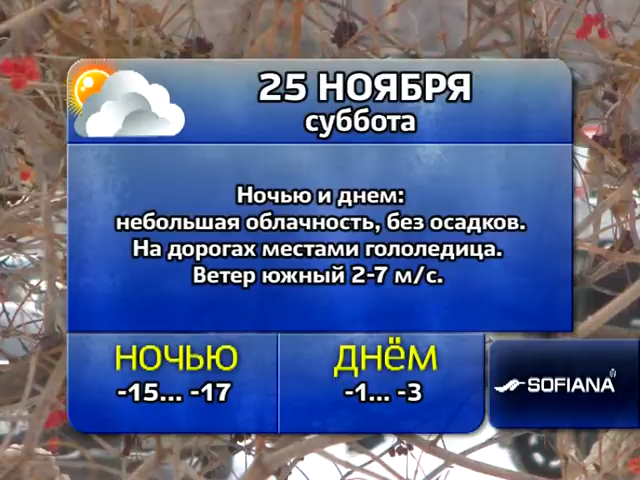 25 НОЯБРЯ
суббота
Ночью и днем:
небольшая облачность, без осадков.
На дорогах местами гололедица.
Ветер южный 2-7 м/с.
НОЧЬЮ
ДНЁМ
-15... -17
-1... -3
SOFIANA